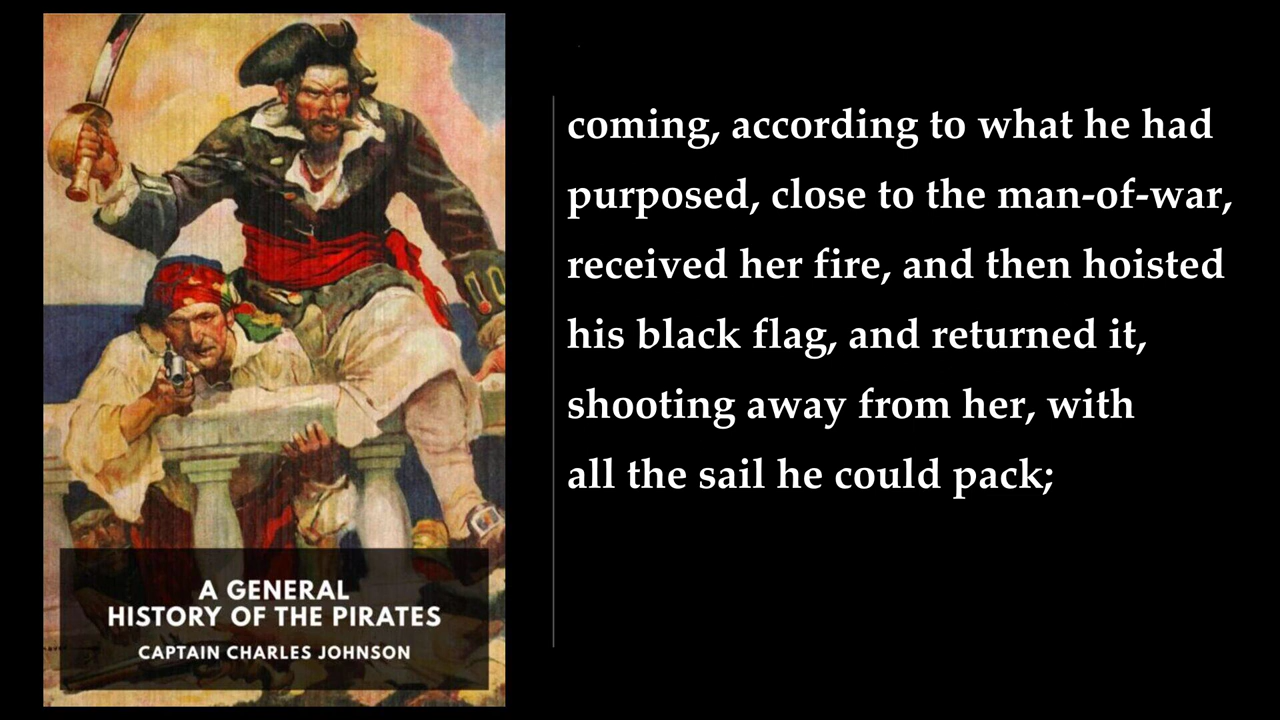 coming, according to what he had
purposed, close to the man-of-war,
received her fire, and then hoisted
his black flag, and returned it,
shooting away from her, with
all the sail he could pack;
A GENERAL
HISTORY OF THE PIRATES
CAPTAIN CHARLES JOHNSON